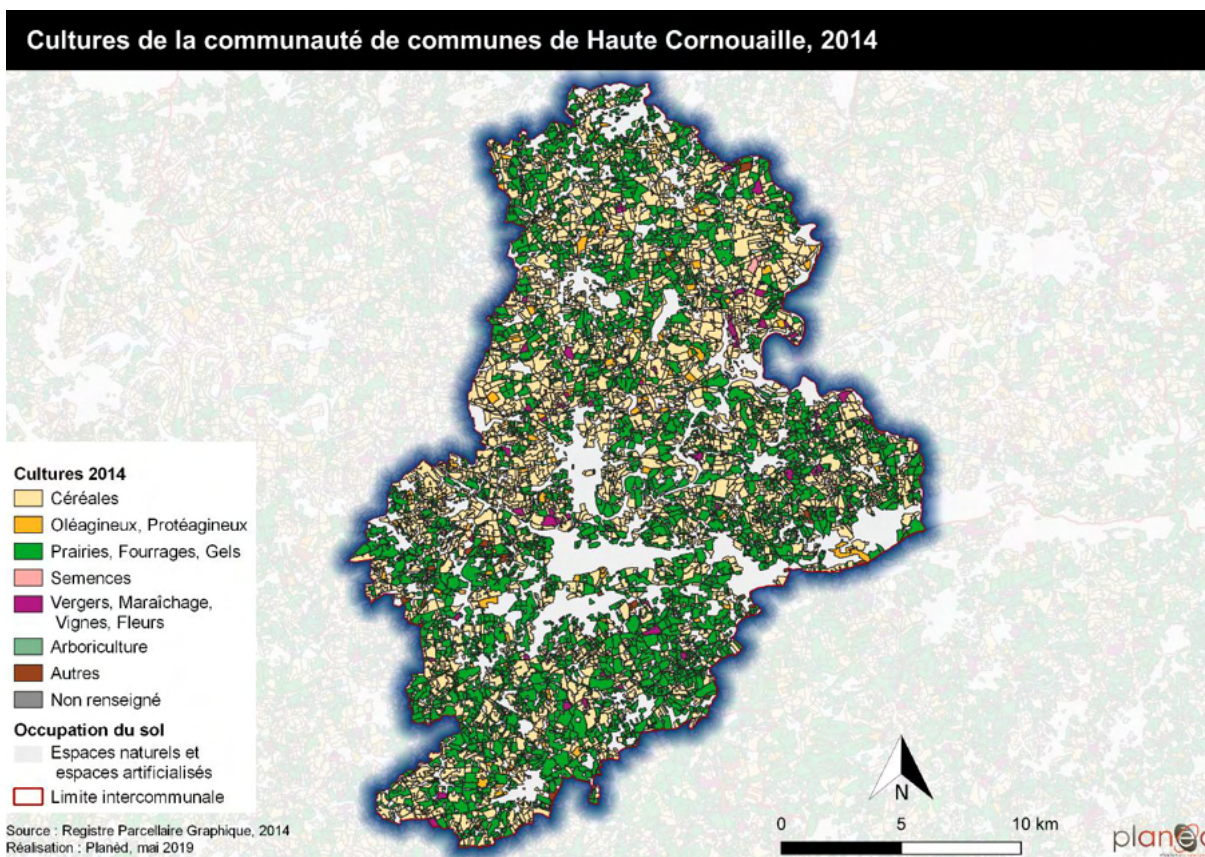 Cultures de la communauté de communes de Haute Cornouaille, 2014
Cultures 2014
Céréales
Oléagineux, Protéagineux
Prairies, Fourrages, Gels
Semences
Vergers, Maraîchage,
Vignes, Fleurs
Arboriculture
Autres
Non renseigné
Occupation du sol
Espaces naturels et
espaces artificialisés
Limite intercommunale
Source : Registre Parcellaire Graphique, 2014
Réalisation : Planéd, mai 2019
N
0 5 10 km
planéd